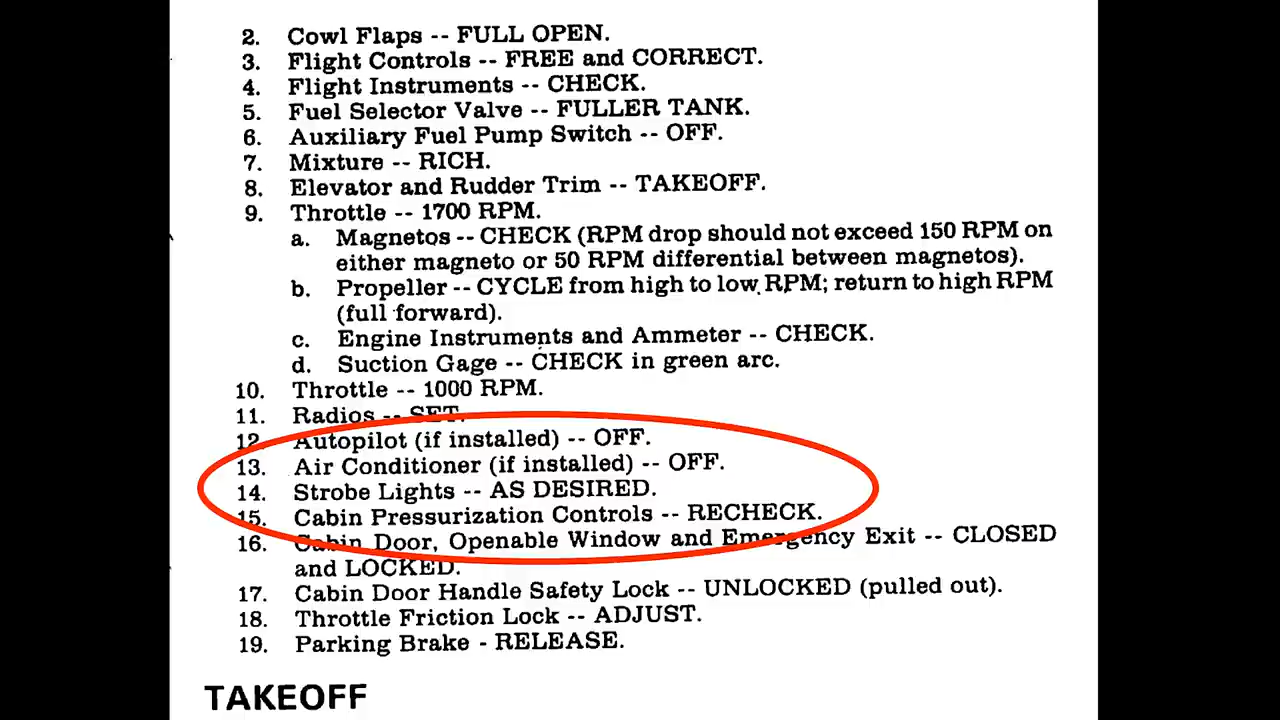 2. Cowl Flaps -- FULL OPEN.
3. Flight Controls -- FREE and CORRECT.
4. Flight Instruments -- CHECK.
5. Fuel Selector Valve -- FULLER TANK.
6. Auxiliary Fuel Pump Switch -- OFF.
7. Mixture -- RICH.
8. Elevator and Rudder Trim -- TAKEOFF.
9. Throttle -- 1700 RPM.
a. Magnetos -- CHECK (RPM drop should not exceed 150 RPM on
either magneto or 50 RPM differential between magnetos).
b. Propeller -- CYCLE from high to low RPM; return to high RPM
(full forward).
c. Engine Instruments and Ammeter -- CHECK.
d. Suction Gage -- CHECK in green arc.
10. Throttle -- 1000 RPM.
11. Radios -- SET.
12. Autopilot (if installed) -- OFF.
13. Air Conditioner (if installed) -- OFF.
14. Strobe Lights -- AS DESIRED.
15. Cabin Pressurization Controls -- RECHECK.
16. Cabin Door, Openable Window and Emergency Exit -- CLOSED
and LOCKED.
17. Cabin Door Handle Safety Lock -- UNLOCKED (pulled out).
18. Throttle Friction Lock -- ADJUST.
19. Parking Brake - RELEASE.
TAKEOFF